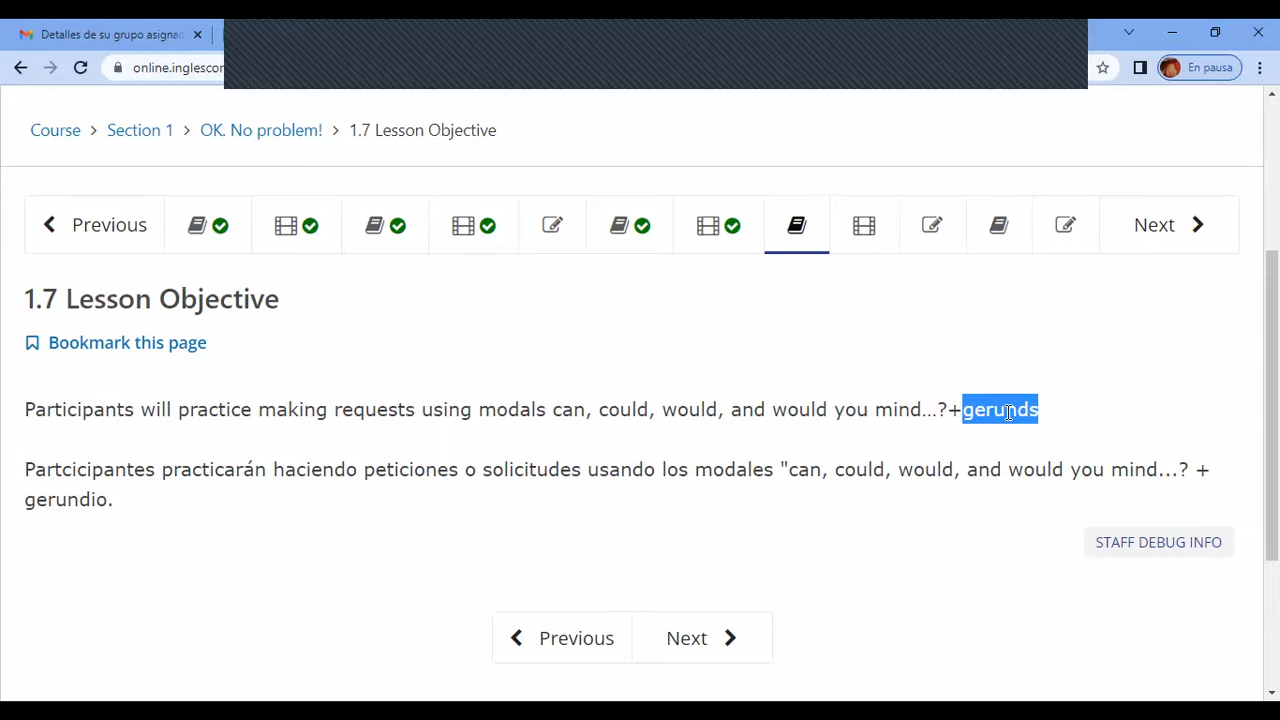 Detalles de su grupo asignad
online.inglescor
En pausa
Course > Section 1 > OK. No problem! > 1.7 Lesson Objective
Previous
Next
1.7 Lesson Objective
Bookmark this page
Participants will practice making requests using modals can, could, would, and would you mind...?+gerunds
Partcicipantes practicarán haciendo peticiones o solicitudes usando los modales "can, could, would, and would you mind...? +
gerundio.
STAFF DEBUG INFO
Previous
Next